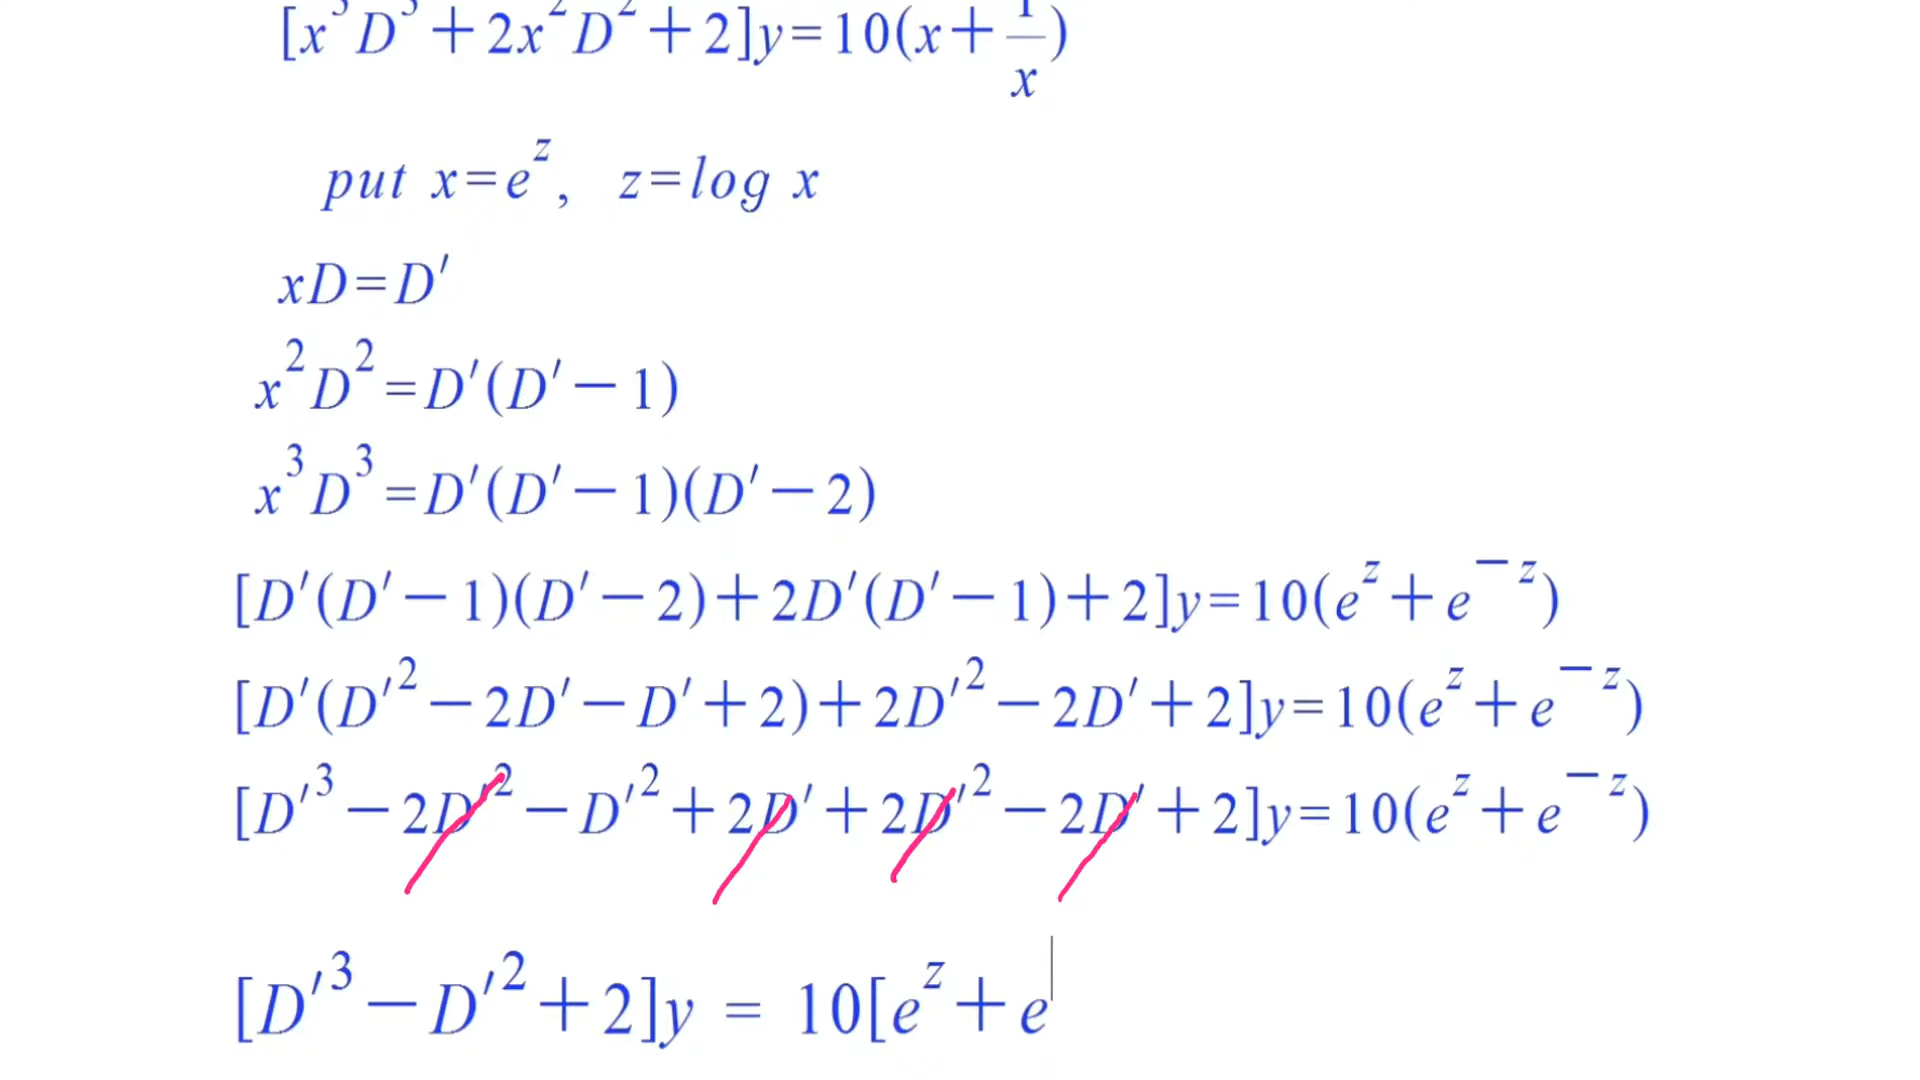 [x³D³+2x²D²+2]y=10(x+1/x)
put x=e^z, z=log x
xD=D′
x²D²=D′(D′−1)
x³D³=D′(D′−1)(D′−2)
[D′(D′−1)(D′−2)+2D′(D′−1)+2]y=10(e^z+e^−z)
[D′(D′²−2D′−D′+2)+2D′²−2D′+2]y=10(e^z+e^−z)
[D′³−2D′²−D′²+2D′+2D′²−2D′+2]y=10(e^z+e^−z)
[D′³−D′²+2]y = 10[e^z+e